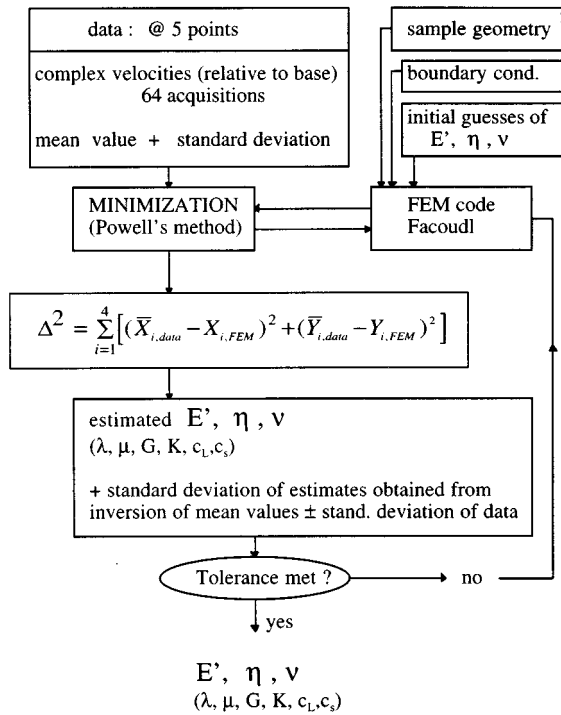 data : @ 5 points
complex velocities (relative to base)
64 acquisitions
mean value + standard deviation
sample geometry
boundary cond.
initial guesses of
E', η , ν
MINIMIZATION
(Powell's method)
FEM code
Facoudl
Δ² = Σ_{i=1}^{4} [( X̅_{i,data} − X_{i,FEM} )² + ( Y̅_{i,data} − Y_{i,FEM} )²]
estimated E', η , ν
(λ, μ, G, K, c_L,c_s)
+ standard deviation of estimates obtained from
inversion of mean values ± stand. deviation of data
Tolerance met ?
no
yes
E', η , ν
(λ, μ, G, K, c_L,c_s)